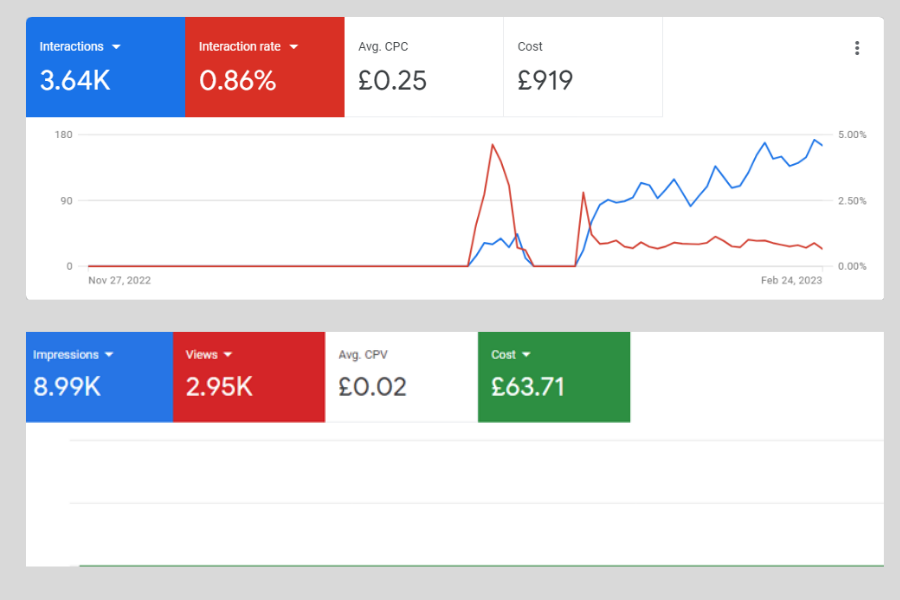 Interactions
Interaction rate
Avg. CPC
Cost
3.64K
0.86%
£0.25
£919
180
5.00%
90
2.50%
0
0.00%
Nov 27, 2022
Feb 24, 2023
Impressions
Views
Avg. CPV
Cost
8.99K
2.95K
£0.02
£63.71